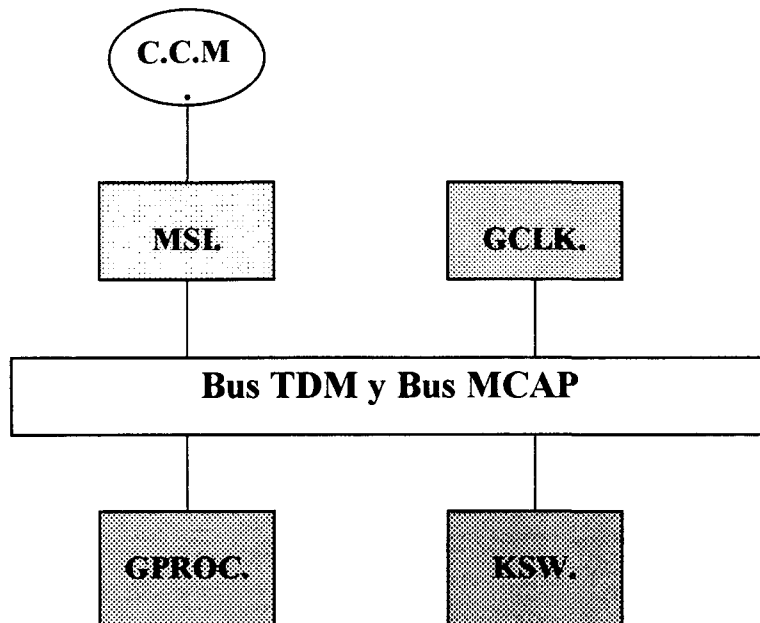 C.C.M
.
MSI.
GCLK.
Bus TDM y Bus MCAP
GPROC.
KSW.